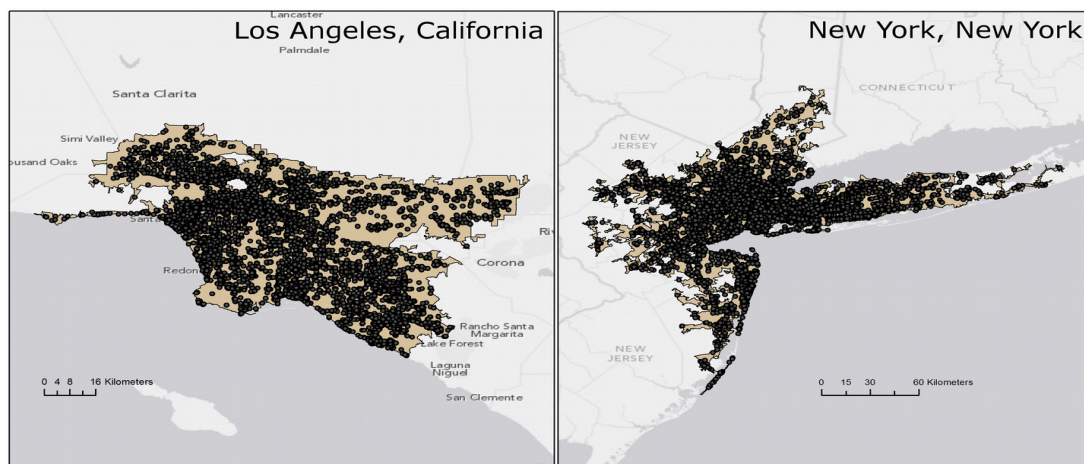 Lancaster
Los Angeles, California
Palmdale
Santa Clarita
Simi Valley
ousand Oaks
Santa
Redon
Corona
Riv
Rancho Santa
Margarita
Lake Forest
Laguna
Niguel
San Clemente
0 4 8 16 Kilometers
New York, New York
CONNECTICUT
NEW
JERSEY
NEW
JERSEY
0 15 30 60 Kilometers